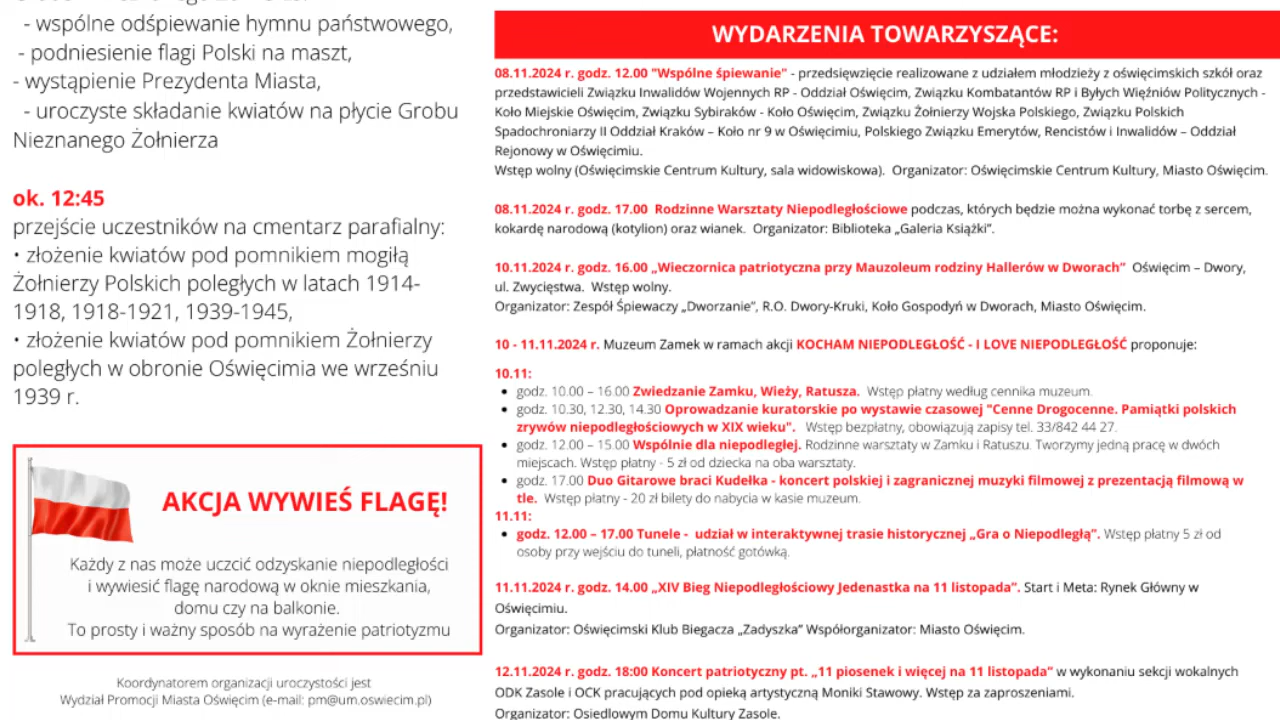 - wspólne odśpiewanie hymnu państwowego,
- podniesienie flagi Polski na maszt,
- wystąpienie Prezydenta Miasta,
- uroczyste składanie kwiatów na płycie Grobu
Nieznanego Żołnierza
ok. 12:45
przejście uczestników na cmentarz parafialny:
• złożenie kwiatów pod pomnikiem mogiłą
Żołnierzy Polskich poległych w latach 1914-
1918, 1918-1921, 1939-1945,
• złożenie kwiatów pod pomnikiem Żołnierzy
poległych w obronie Oświęcimia we wrześniu
1939 r.
AKCJA WYWIEŚ FLAGĘ!
Każdy z nas może uczcić odzyskanie niepodległości
i wywiesić flagę narodową w oknie mieszkania,
domu czy na balkonie.
To prosty i ważny sposób na wyrażenie patriotyzmu
Koordynatorem organizacji uroczystości jest
Wydział Promocji Miasta Oświęcim (e-mail: pm@um.oswiecim.pl)
WYDARZENIA TOWARZYSZĄCE:
08.11.2024 r. godz. 12.00 "Wspólne śpiewanie" - przedsięwzięcie realizowane z udziałem młodzieży z oświęcimskich szkół oraz
przedstawicieli Związku Inwalidów Wojennych RP - Oddział Oświęcim, Związku Kombatantów RP i Byłych Więźniów Politycznych -
Koło Miejskie Oświęcim, Związku Sybiraków - Koło Oświęcim, Związku Żołnierzy Wojska Polskiego, Związku Polskich
Spadochroniarzy II Oddział Kraków – Koło nr 9 w Oświęcimiu, Polskiego Związku Emerytów, Rencistów i Inwalidów – Oddział
Rejonowy w Oświęcimiu.
Wstęp wolny (Oświęcimskie Centrum Kultury, sala widowiskowa). Organizator: Oświęcimskie Centrum Kultury, Miasto Oświęcim.
08.11.2024 r. godz. 17.00 Rodzinne Warsztaty Niepodległościowe podczas, których będzie można wykonać torbę z sercem,
kokardę narodową (kotylion) oraz wianek. Organizator: Biblioteka „Galeria Książki”.
10.11.2024 r. godz. 16.00 „Wieczornica patriotyczna przy Mauzoleum rodziny Hallerów w Dworach” Oświęcim – Dwory,
ul. Zwycięstwa. Wstęp wolny.
Organizator: Zespół Śpiewaczy „Dworzanie”, R.O. Dwory-Kruki, Koło Gospodyń w Dworach, Miasto Oświęcim.
10 - 11.11.2024 r. Muzeum Zamek w ramach akcji KOCHAM NIEPODLEGŁOŚĆ - I LOVE NIEPODLEGŁOŚĆ proponuje:
10.11:
• godz. 10.00 – 16.00 Zwiedzanie Zamku, Wieży, Ratusza. Wstęp płatny według cennika muzeum.
• godz. 10.30, 12.30, 14.30 Oprowadzanie kuratorskie po wystawie czasowej "Cenne Drogocenne. Pamiątki polskich
zrywów niepodległościowych w XIX wieku". Wstęp bezpłatny, obowiązują zapisy tel. 33/842 44 27.
• godz. 12.00 – 15.00 Wspólnie dla niepodległej. Rodzinne warsztaty w Zamku i Ratuszu. Tworzymy jedną pracę w dwóch
miejscach. Wstęp płatny - 5 zł od dziecka na oba warsztaty.
• godz. 17.00 Duo Gitarowe braci Kudełka - koncert polskiej i zagranicznej muzyki filmowej z prezentacją filmową w
tle. Wstęp płatny - 20 zł bilety do nabycia w kasie muzeum.
11.11:
• godz. 12.00 – 17.00 Tunele - udział w interaktywnej trasie historycznej „Gra o Niepodległą”. Wstęp płatny 5 zł od
osoby przy wejściu do tuneli, płatność gotówką.
11.11.2024 r. godz. 14.00 „XIV Bieg Niepodległościowy Jedenastka na 11 listopada”. Start i Meta: Rynek Główny w
Oświęcimiu.
Organizator: Oświęcimski Klub Biegacza „Zadyszka” Współorganizator: Miasto Oświęcim.
12.11.2024 r. godz. 18:00 Koncert patriotyczny pt. „11 piosenek i więcej na 11 listopada” w wykonaniu sekcji wokalnych
ODK Zasole i OCK pracujących pod opieką artystyczną Moniki Stawowy. Wstęp za zaproszeniami.
Organizator: Osiedlowym Domu Kultury Zasole.